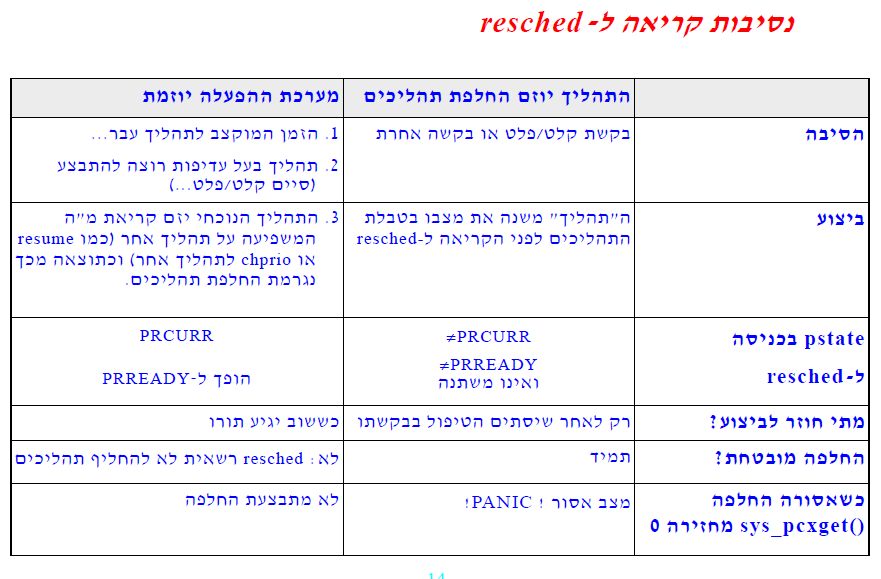 נסיבות קריאה ל- resched
התהליך יוזם החלפת תהליכים
מערכת ההפעלה יוזמת
הסיבה
בקשת קלט/פלט או בקשה אחרת
1. הזמן המוקצב לתהליך עבר...
2. תהליך בעל עדיפות רוצה להתבצע
(סיים קלט/פלט...)
ביצוע
ה"תהליך" משנה את מצבו בטבלת
התהליכים לפני הקריאה ל-resched
3. התהליך הנוכחי יזם קריאת מ"ה
המשפיעה על תהליך אחר (כמו resume
או chprio לתהליך אחר) וכתוצאה מכך
נגרמת החלפת תהליכים.
pstate בכניסה
ל-resched
≠PRCURR
≠PRREADY
ואינו משתנה
PRCURR
הופך ל-PRREADY
מתי חוזר לביצוע?
רק לאחר שיסתים הטיפול בבקשתו
כששוב יגיע תורו
החלפה מובטחת?
תמיד
לא: resched רשאית לא להחליף תהליכים
כשאסורה החלפה
sys_pcxget() מחזירה 0
מצב אסור ! PANIC!
לא מתבצעת החלפה
14